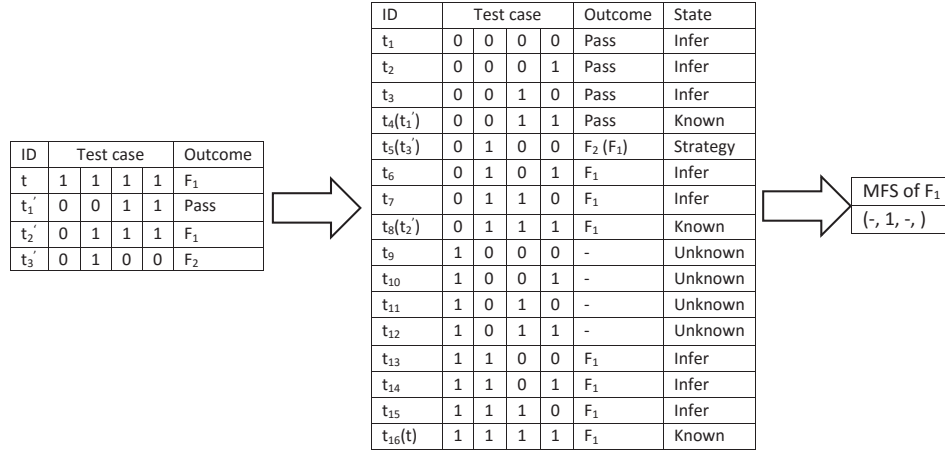 ID Test case Outcome
t 1 1 1 1 F₁
t₁′ 0 0 1 1 Pass
t₂′ 0 1 1 1 F₁
t₃′ 0 1 0 0 F₂
ID Test case Outcome State
t₁ 0 0 0 0 Pass Infer
t₂ 0 0 0 1 Pass Infer
t₃ 0 0 1 0 Pass Infer
t₄(t₁′) 0 0 1 1 Pass Known
t₅(t₃′) 0 1 0 0 F₂ (F₁) Strategy
t₆ 0 1 0 1 F₁ Infer
t₇ 0 1 1 0 F₁ Infer
t₈(t₂′) 0 1 1 1 F₁ Known
t₉ 1 0 0 0 - Unknown
t₁₀ 1 0 0 1 - Unknown
t₁₁ 1 0 1 0 - Unknown
t₁₂ 1 0 1 1 - Unknown
t₁₃ 1 1 0 0 F₁ Infer
t₁₄ 1 1 0 1 F₁ Infer
t₁₅ 1 1 1 0 F₁ Infer
t₁₆(t) 1 1 1 1 F₁ Known
MFS of F₁
(-, 1, -, )